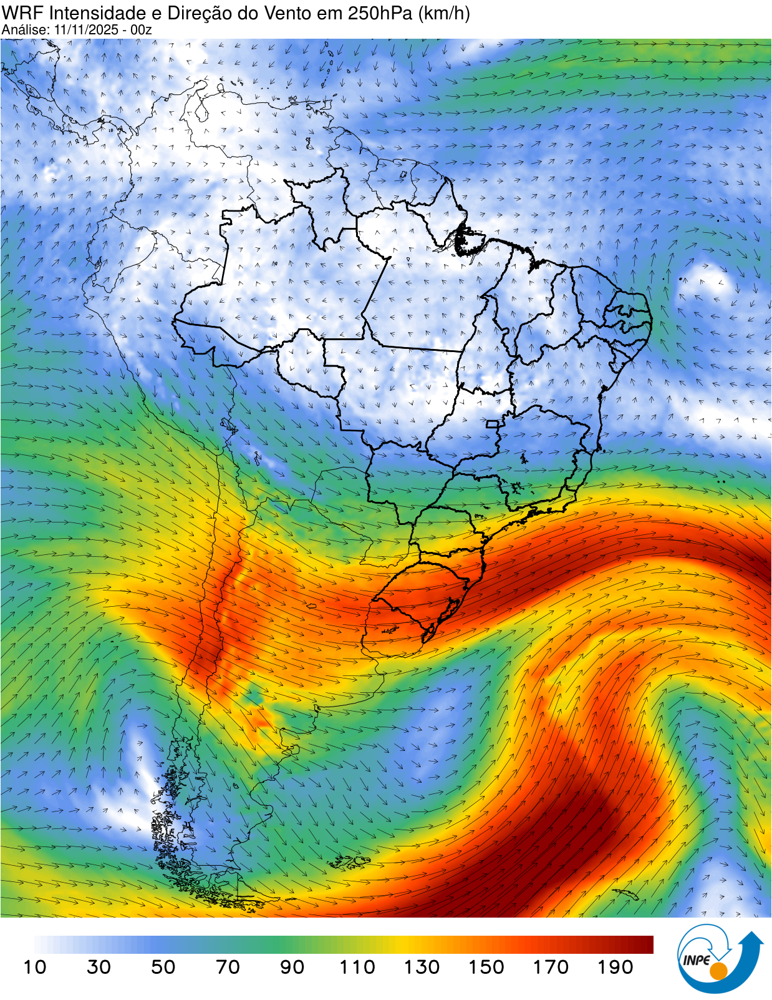 WRF Intensidade e Direção do Vento em 250hPa (km/h)
Análise: 11/11/2025 - 00z
10 30 50 70 90 110 130 150 170 190
INPE